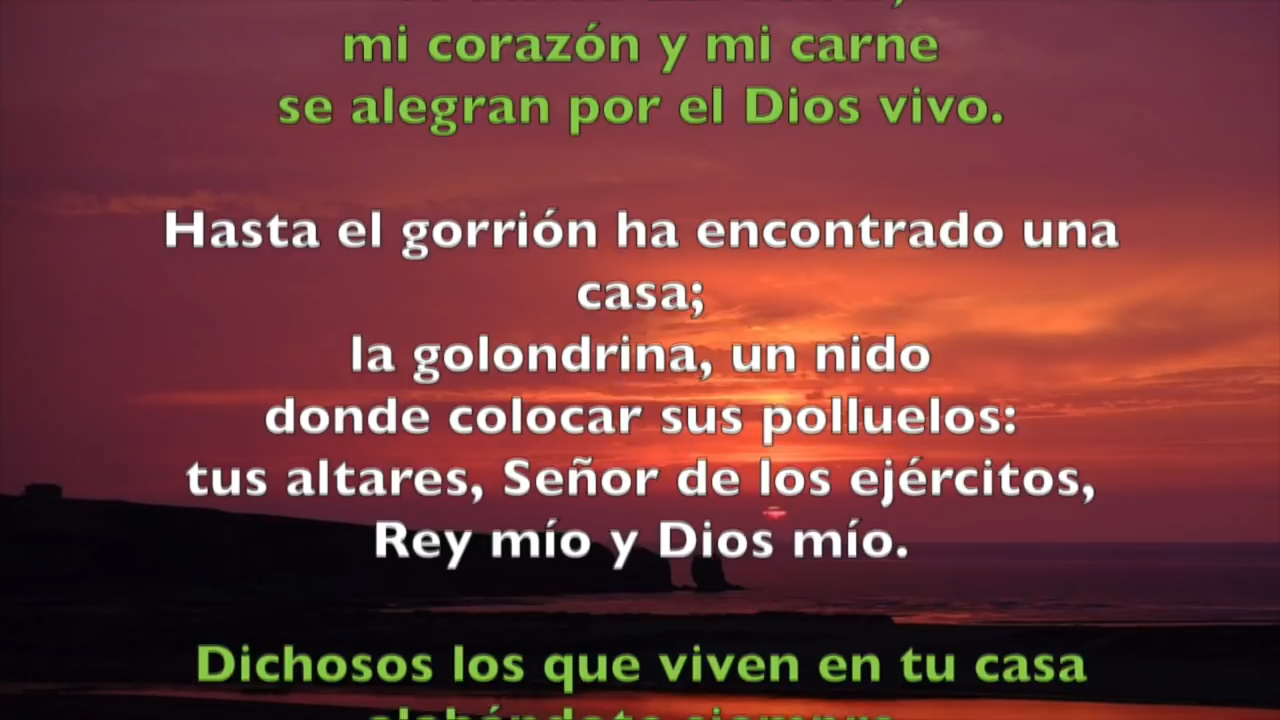 mi corazón y mi carne
se alegran por el Dios vivo.
Hasta el gorrión ha encontrado una
casa;
la golondrina, un nido
donde colocar sus polluelos:
tus altares, Señor de los ejércitos,
Rey mío y Dios mío.
Dichosos los que viven en tu casa
alabándote siempre.